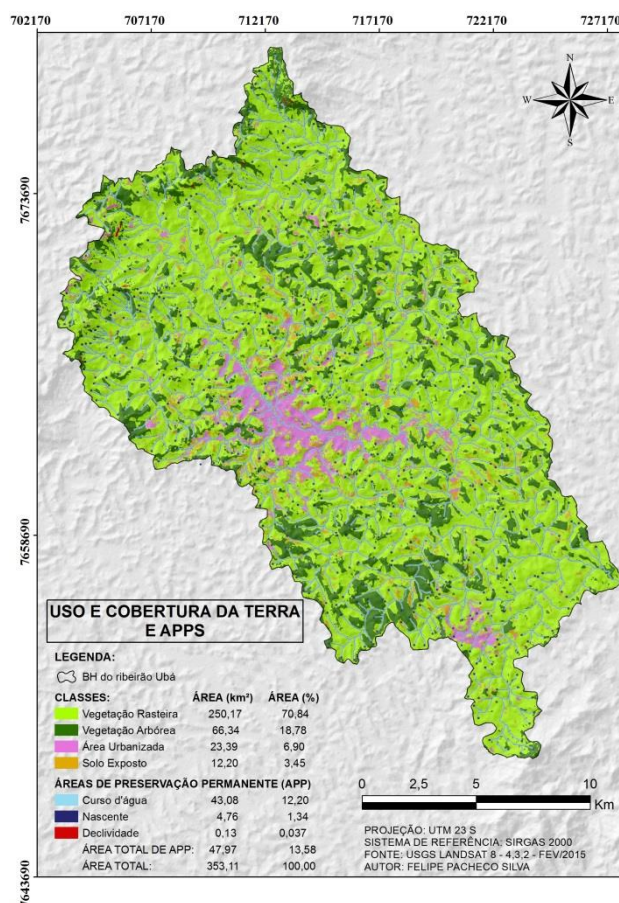 702170 707170 712170 717170 722170 727170
N
W E
S
7673690
7658690
7643690
USO E COBERTURA DA TERRA
E APPS
LEGENDA:
BH do ribeirão Ubá
CLASSES: ÁREA (km²) ÁREA (%)
Vegetação Rasteira 250,17 70,84
Vegetação Arbórea 66,34 18,78
Área Urbanizada 23,39 6,90
Solo Exposto 12,20 3,45
ÁREAS DE PRESERVAÇÃO PERMANENTE (APP)
Curso d'água 43,08 12,20
Nascente 4,76 1,34
Declividade 0,13 0,037
ÁREA TOTAL DE APP: 47,97 13,58
ÁREA TOTAL: 353,11 100,00
0 5 10
Km
PROJEÇÃO: UTM 23 S
SISTEMA DE REFERÊNCIA: SIRGAS 2000
FONTE: USGS LANDSAT 8 - 4,3,2 - FEV/2015
AUTOR: FELIPE PACHECO SILVA